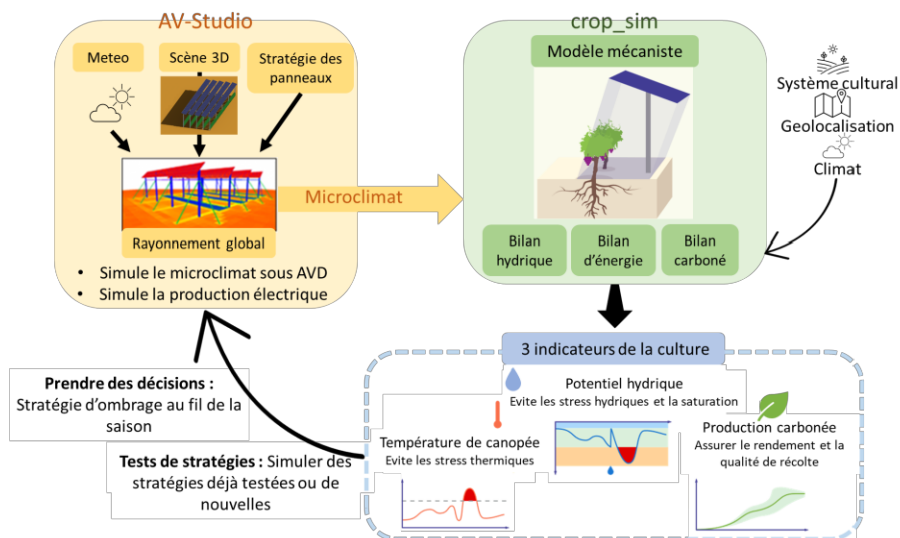 AV-Studio
Meteo
Scène 3D
Stratégie des
panneaux
Rayonnement global
• Simule le microclimat sous AVD
• Simule la production électrique
Microclimat
crop_sim
Modèle mécaniste
Bilan
hydrique
Bilan
d'énergie
Bilan
carboné
Système cultural
Geolocalisation
Climat
3 indicateurs de la culture
Potentiel hydrique
Evite les stress hydriques et la saturation
Température de canopée
Evite les stress thermiques
Production carbonée
Assurer le rendement et la
qualité de récolte
Prendre des décisions :
Stratégie d'ombrage au fil de la
saison
Tests de stratégies : Simuler des
stratégies déjà testées ou de
nouvelles